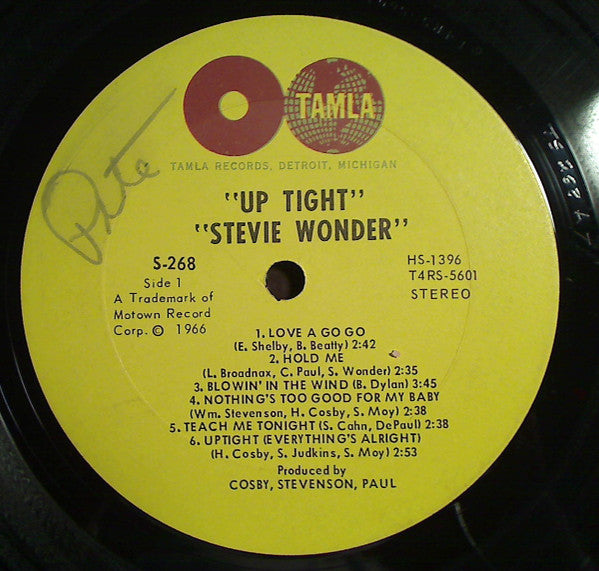 TAMLA
TAMLA RECORDS, DETROIT, MICHIGAN
Pete
"UP TIGHT"
"STEVIE WONDER"
S-268
Side 1
A Trademark of
Motown Record
Corp. © 1966
HS-1396
T4RS-5601
STEREO
1. LOVE A GO GO
(E. Shelby, B. Beatty) 2:42
2. HOLD ME
(L. Broadnax, C. Paul, S. Wonder) 2:35
3. BLOWIN' IN THE WIND (B. Dylan) 3:45
4. NOTHING'S TOO GOOD FOR MY BABY
(Wm. Stevenson, H. Cosby, S. Moy) 2:38
5. TEACH ME TONIGHT (S. Cahn, DePaul) 2:38
6. UPTIGHT (EVERYTHING'S ALRIGHT)
(H. Cosby, S. Judkins, S. Moy) 2:53
Produced by
COSBY, STEVENSON, PAUL